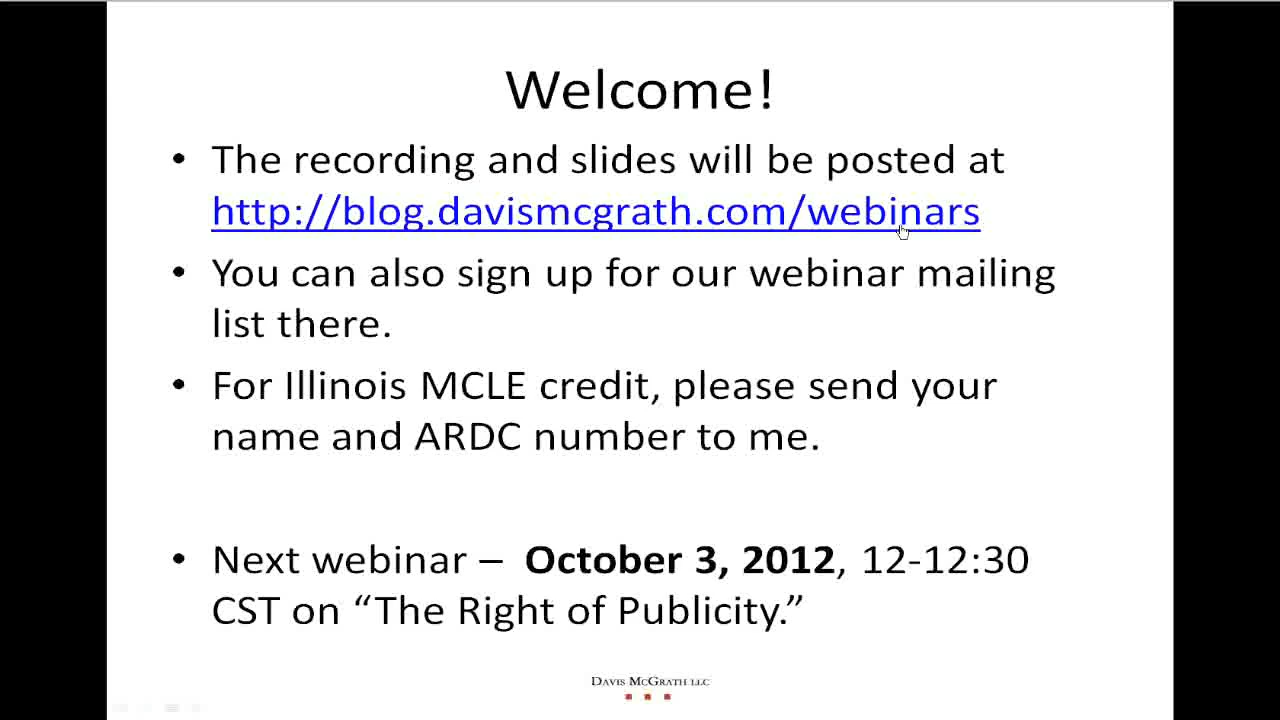 Welcome!
• The recording and slides will be posted at
http://blog.davismcgrath.com/webinars
• You can also sign up for our webinar mailing
list there.
• For Illinois MCLE credit, please send your
name and ARDC number to me.
• Next webinar – October 3, 2012, 12-12:30
CST on “The Right of Publicity.”
DAVIS MCGRATH LLC